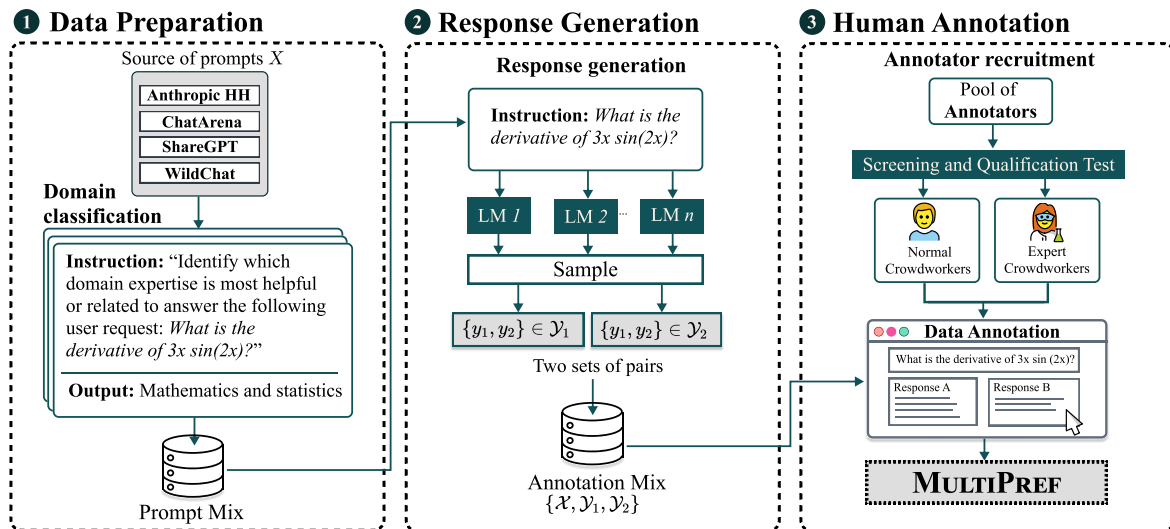 1 Data Preparation
Source of prompts X
Anthropic HH
ChatArena
ShareGPT
WildChat
Domain
classification
Instruction: “Identify which
domain expertise is most helpful
or related to answer the following
user request: What is the
derivative of 3x sin(2x)?”
Output: Mathematics and statistics
Prompt Mix
2 Response Generation
Response generation
Instruction: What is the
derivative of 3x sin(2x)?
LM 1
LM 2
...
LM n
Sample
{y₁, y₂} ∈ 𝒴₁
{y₁, y₂} ∈ 𝒴₂
Two sets of pairs
Annotation Mix
{𝒳, 𝒴₁, 𝒴₂}
3 Human Annotation
Annotator recruitment
Pool of
Annotators
Screening and Qualification Test
Normal
Crowdworkers
Expert
Crowdworkers
Data Annotation
What is the derivative of 3x sin (2x)?
Response A
Response B
MULTIPREF